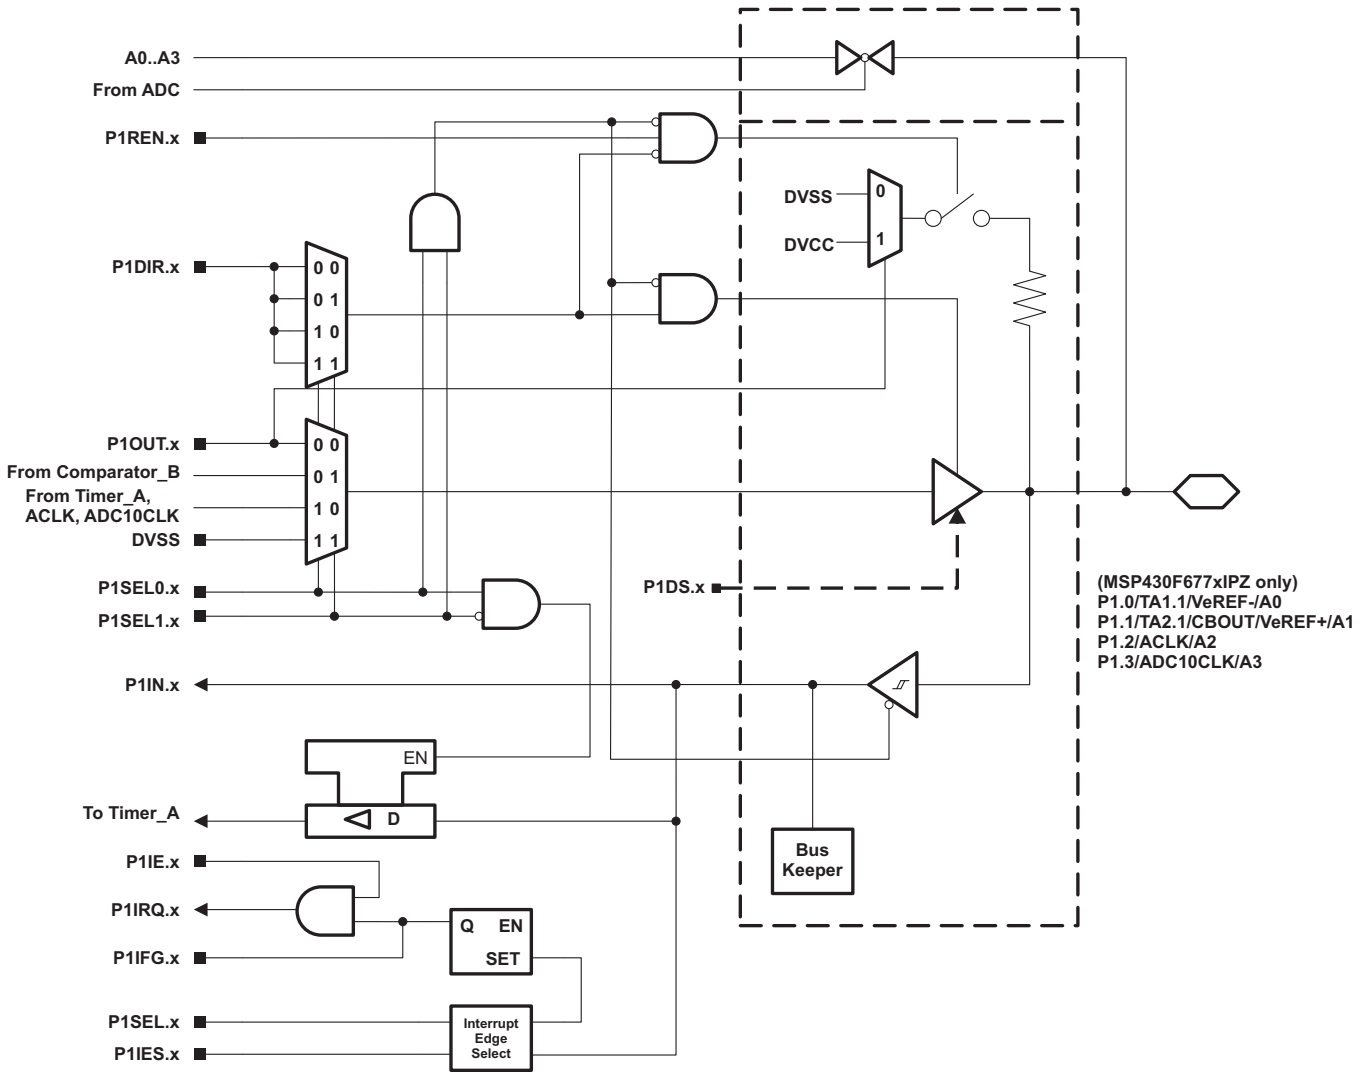 A0..A3
From ADC
P1REN.x
DVSS
0
DVCC
1
P1DIR.x
0 0
0 1
1 0
1 1
P1OUT.x
0 0
From Comparator_B
0 1
From Timer_A,
ACLK, ADC10CLK
1 0
DVSS
1 1
P1SEL0.x
P1SEL1.x
P1DS.x
(MSP430F677xIPZ only)
P1.0/TA1.1/VeREF-/A0
P1.1/TA2.1/CBOUT/VeREF+/A1
P1.2/ACLK/A2
P1.3/ADC10CLK/A3
P1IN.x
EN
To Timer_A
D
Bus
Keeper
P1IE.x
P1IRQ.x
Q EN
SET
P1IFG.x
P1SEL.x
P1IES.x
Interrupt
Edge
Select